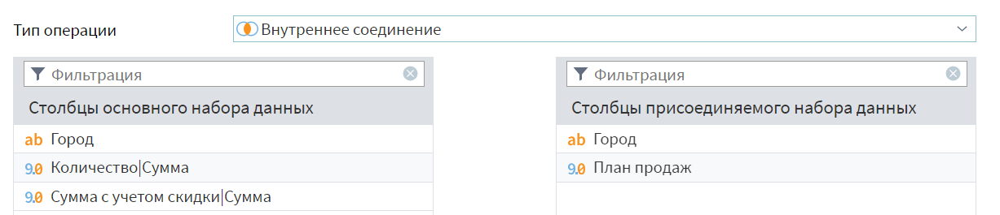 Тип операции Внутреннее соединение
Фильтрация Фильтрация
Столбцы основного набора данных Столбцы присоединяемого набора данных
ab Город ab Город
9.0 Количество|Сумма 9.0 План продаж
9.0 Сумма с учетом скидки|Сумма